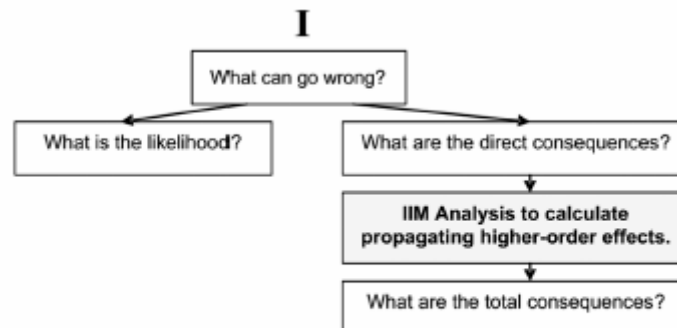 I
What can go wrong?
What is the likelihood?
What are the direct consequences?
IIM Analysis to calculate
propagating higher-order effects.
What are the total consequences?